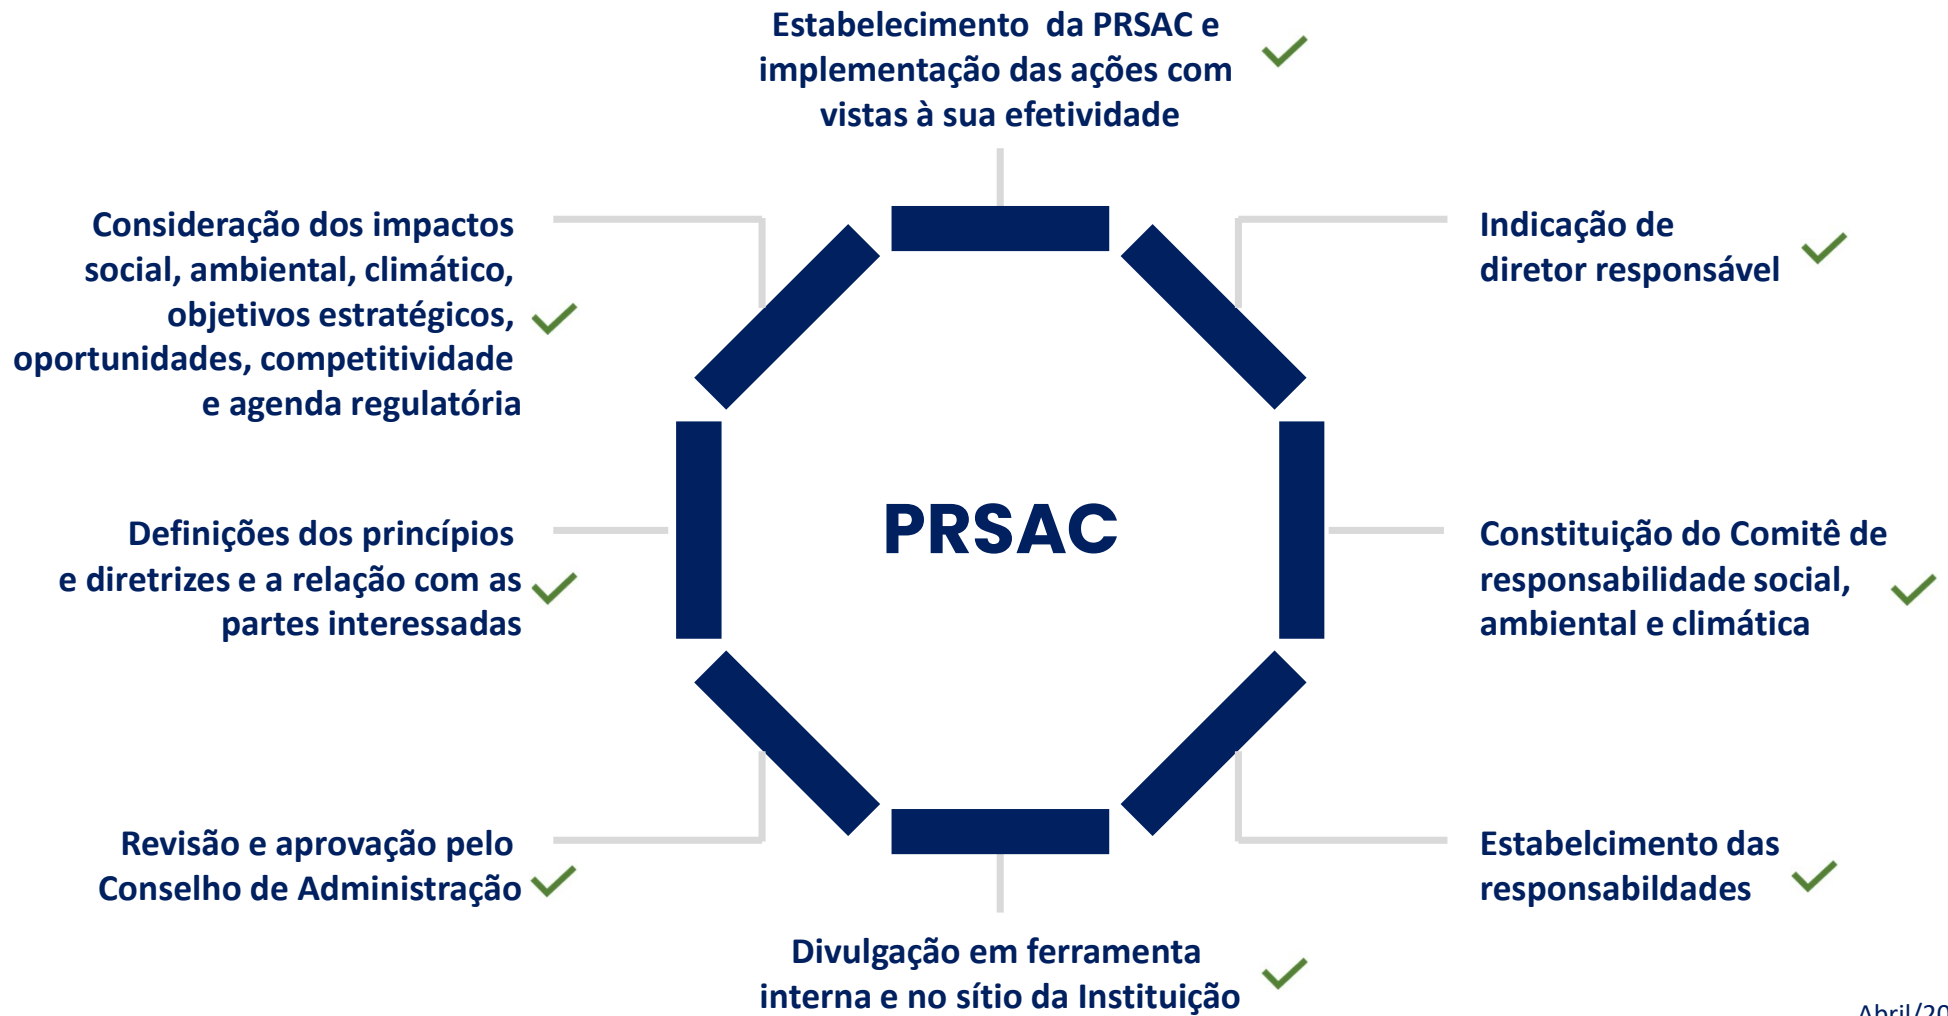 Estabelecimento da PRSAC e
implementação das ações com
vistas à sua efetividade
Indicação de
diretor responsável
Constituição do Comitê de
responsabilidade social,
ambiental e climática
Estabelcimento das
responsabildades
Divulgação em ferramenta
interna e no sítio da Instituição
Revisão e aprovação pelo
Conselho de Administração
Definições dos princípios
e diretrizes e a relação com as
partes interessadas
Consideração dos impactos
social, ambiental, climático,
objetivos estratégicos,
oportunidades, competitividade
e agenda regulatória
PRSAC